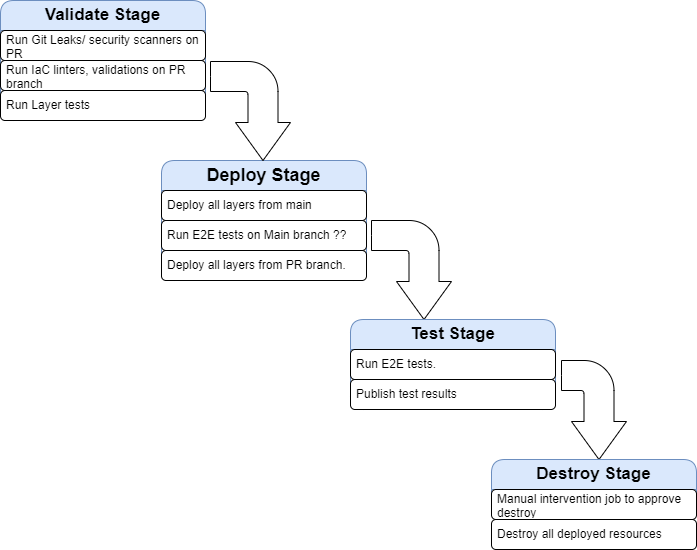 Validate Stage
Run Git Leaks/ security scanners on
PR
Run IaC linters, validations on PR
branch
Run Layer tests
Deploy Stage
Deploy all layers from main
Run E2E tests on Main branch ??
Deploy all layers from PR branch.
Test Stage
Run E2E tests.
Publish test results
Destroy Stage
Manual intervention job to approve
destroy
Destroy all deployed resources